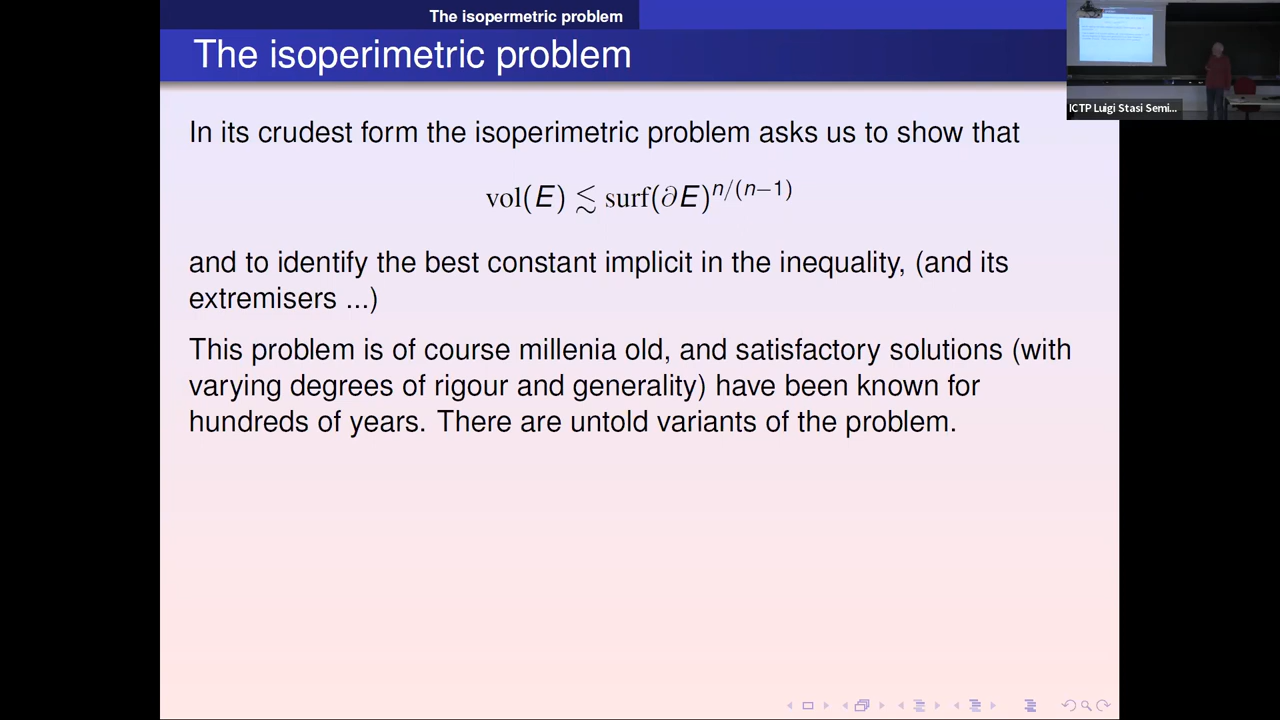 The isopermetric problem
The isoperimetric problem
ICTP Luigi Stasi Semi...
In its crudest form the isoperimetric problem asks us to show that
vol(E) ≲ surf(∂E)^{n/(n−1)}
and to identify the best constant implicit in the inequality, (and its
extremisers ...)
This problem is of course millenia old, and satisfactory solutions (with
varying degrees of rigour and generality) have been known for
hundreds of years. There are untold variants of the problem.